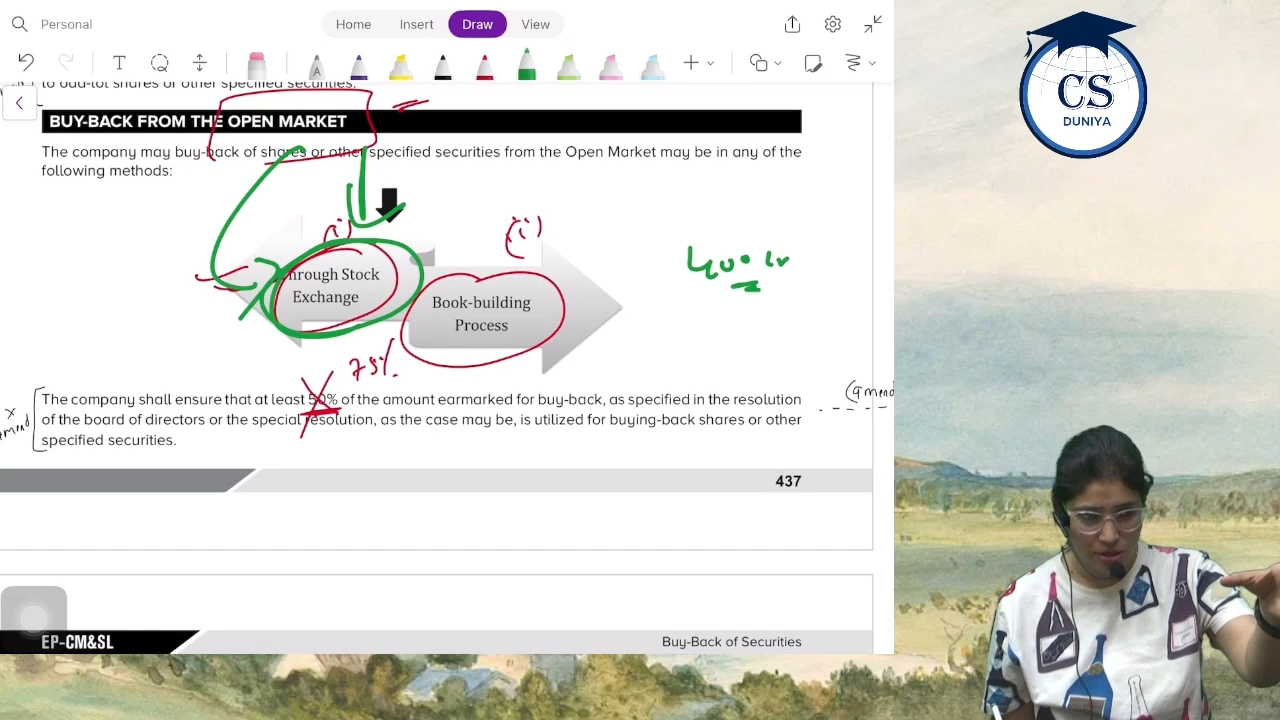 Personal
Home Insert Draw View
to odd-lot shares or other specified securities.
BUY-BACK FROM THE OPEN MARKET
The company may buy-back of shares or other specified securities from the Open Market may be in any of the
following methods:
(i)
(i)
Through Stock
Exchange
Book-building
Process
75%.
The company shall ensure that at least 50% of the amount earmarked for buy-back, as specified in the resolution
of the board of directors or the special resolution, as the case may be, is utilized for buying-back shares or other
specified securities.
437
EP-CM&SL
Buy-Back of Securities
CS
DUNIYA